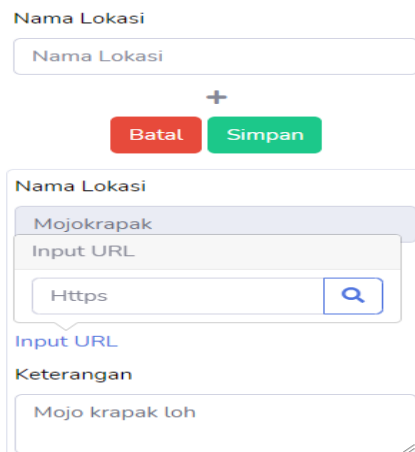 Nama Lokasi
Nama Lokasi
+
Batal Simpan
Nama Lokasi
Mojokrapak
Input URL
Https
Input URL
Keterangan
Mojo krapak loh